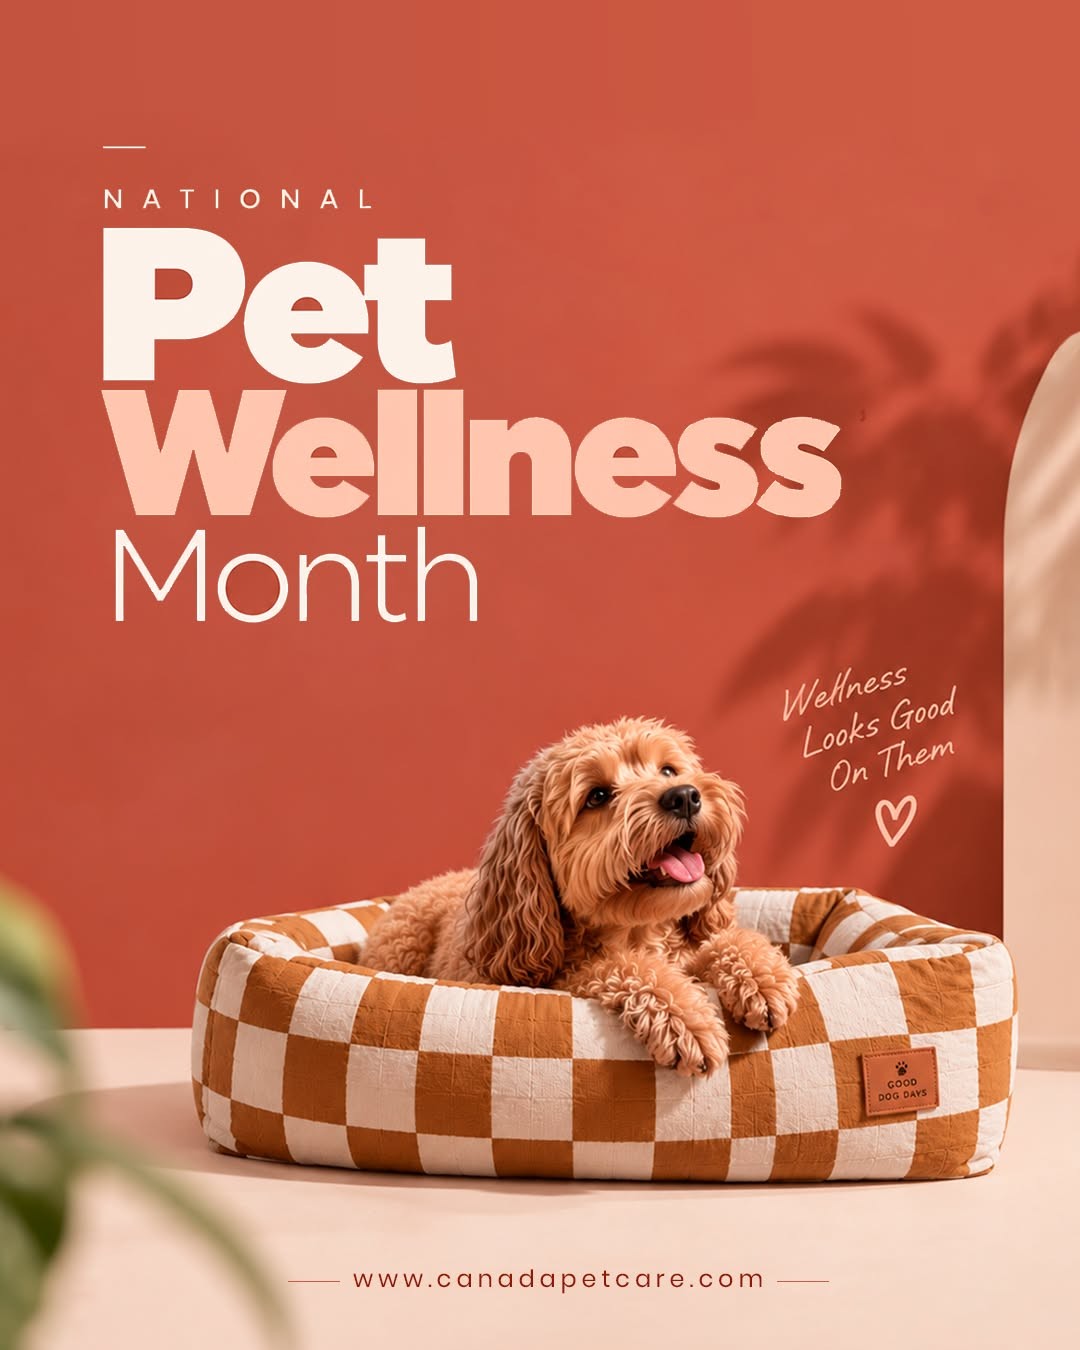 NATIONAL
Pet
Wellness
Month
Wellness
Looks Good
On Them
GOOD
DOG DAYS
www.canadapetcare.com